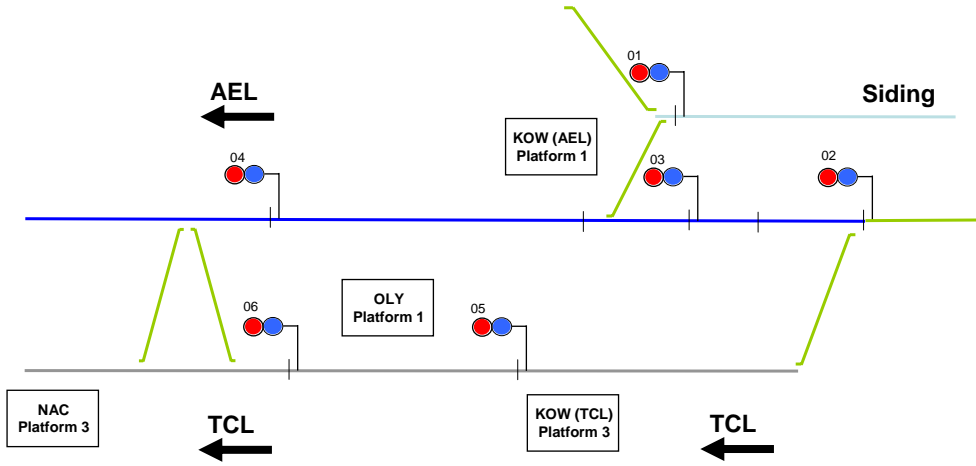 01
AEL
Siding
KOW (AEL)
Platform 1
04
03
02
OLY
Platform 1
06
05
NAC
Platform 3
TCL
KOW (TCL)
Platform 3
TCL